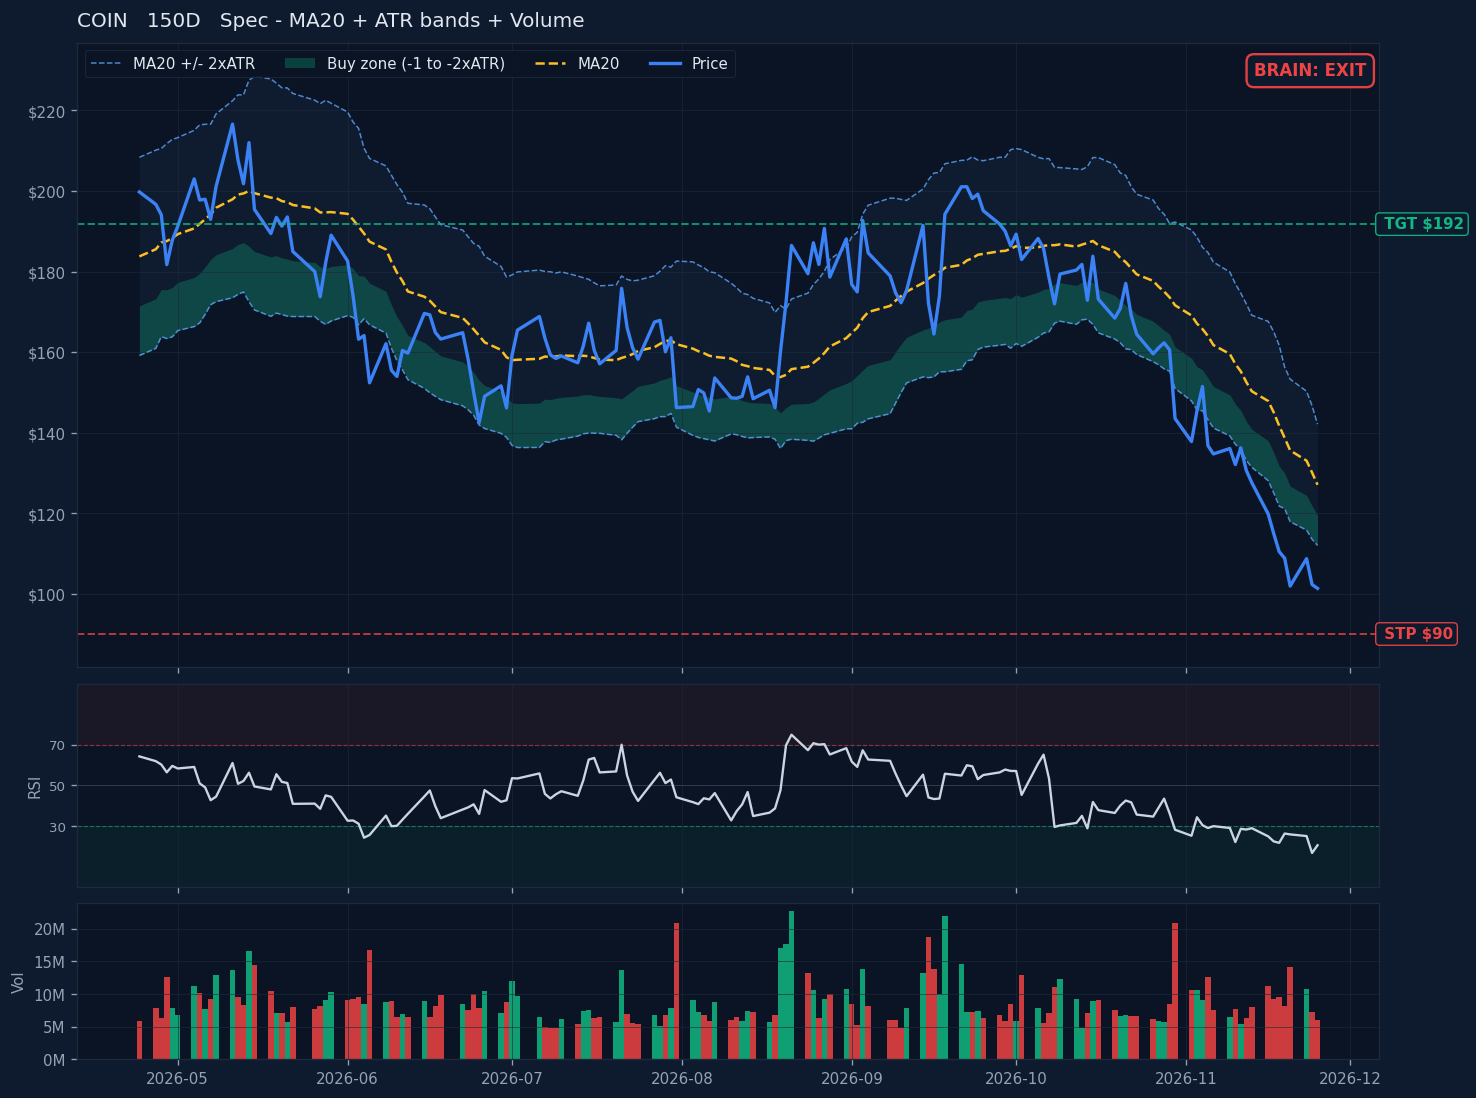 COIN   150D   Spec - MA20 + ATR bands + Volume
MA20 +/- 2xATR   Buy zone (-1 to -2xATR)   MA20   Price
BRAIN: EXIT
$220
$200
$180
$160
$140
$120
$100
TGT $192
STP $90
RSI
70
50
30
Vol
20M
15M
10M
5M
0M
2026-05   2026-06   2026-07   2026-08   2026-09   2026-10   2026-11   2026-12